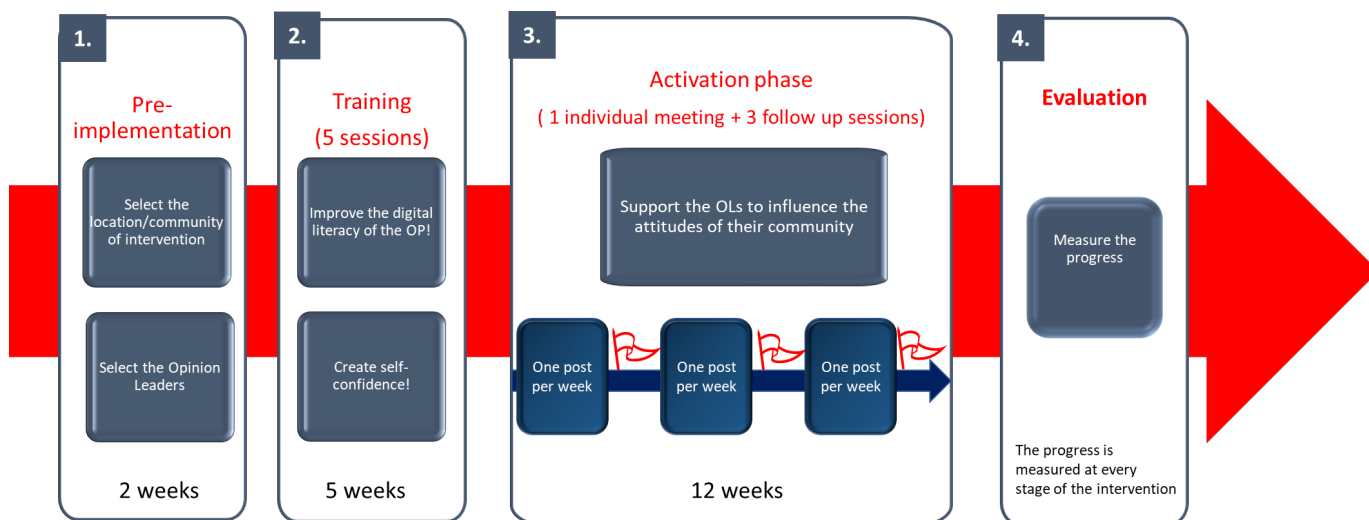 1.
Pre-
implementation
Select the
location/community
of intervention
Select the Opinion
Leaders
2 weeks
2.
Training
(5 sessions)
Improve the digital
literacy of the OP!
Create self-
confidence!
5 weeks
3.
Activation phase
( 1 individual meeting + 3 follow up sessions)
Support the OLs to influence the
attitudes of their community
One post
per week
One post
per week
One post
per week
12 weeks
4.
Evaluation
Measure the
progress
The progress is
measured at every
stage of the intervention